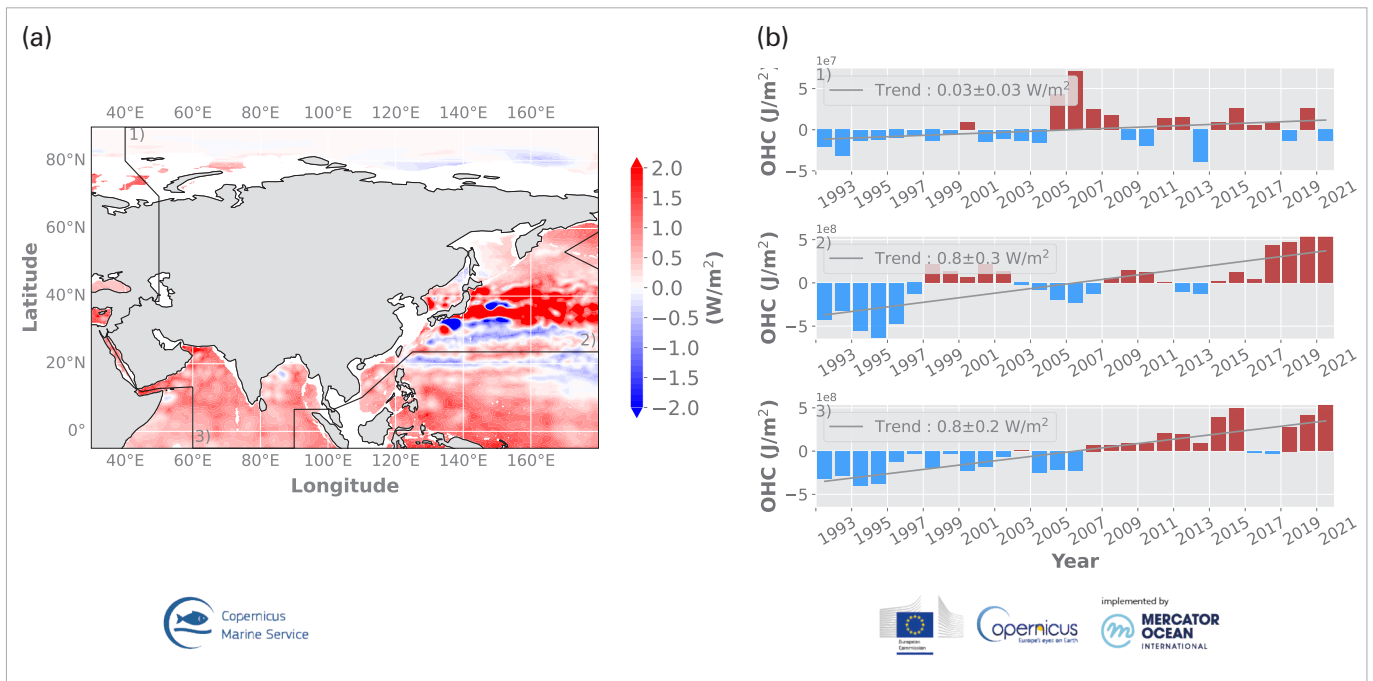 (a)
40°E 60°E 80°E 100°E 120°E 140°E 160°E
1)
80°N
60°N
40°N
20°N
0°
2)
3)
40°E 60°E 80°E 100°E 120°E 140°E 160°E
Latitude
Longitude
2.0
1.5
1.0
0.5
0.0
−0.5
−1.0
−1.5
−2.0
(W/m²)
(b)
1e7
1)
Trend : 0.03±0.03 W/m²
OHC (J/m²)
5
0
−5
1993 1995 1997 1999 2001 2003 2005 2007 2009 2011 2013 2015 2017 2019 2021
1e8
2)
Trend : 0.8±0.3 W/m²
OHC (J/m²)
5
0
−5
1993 1995 1997 1999 2001 2003 2005 2007 2009 2011 2013 2015 2017 2019 2021
1e8
3)
Trend : 0.8±0.2 W/m²
OHC (J/m²)
5
0
−5
1993 1995 1997 1999 2001 2003 2005 2007 2009 2011 2013 2015 2017 2019 2021
Year
Copernicus
Marine Service
European
Commission
opernicus
Europe's eyes on Earth
implemented by
MERCATOR
OCEAN
INTERNATIONAL